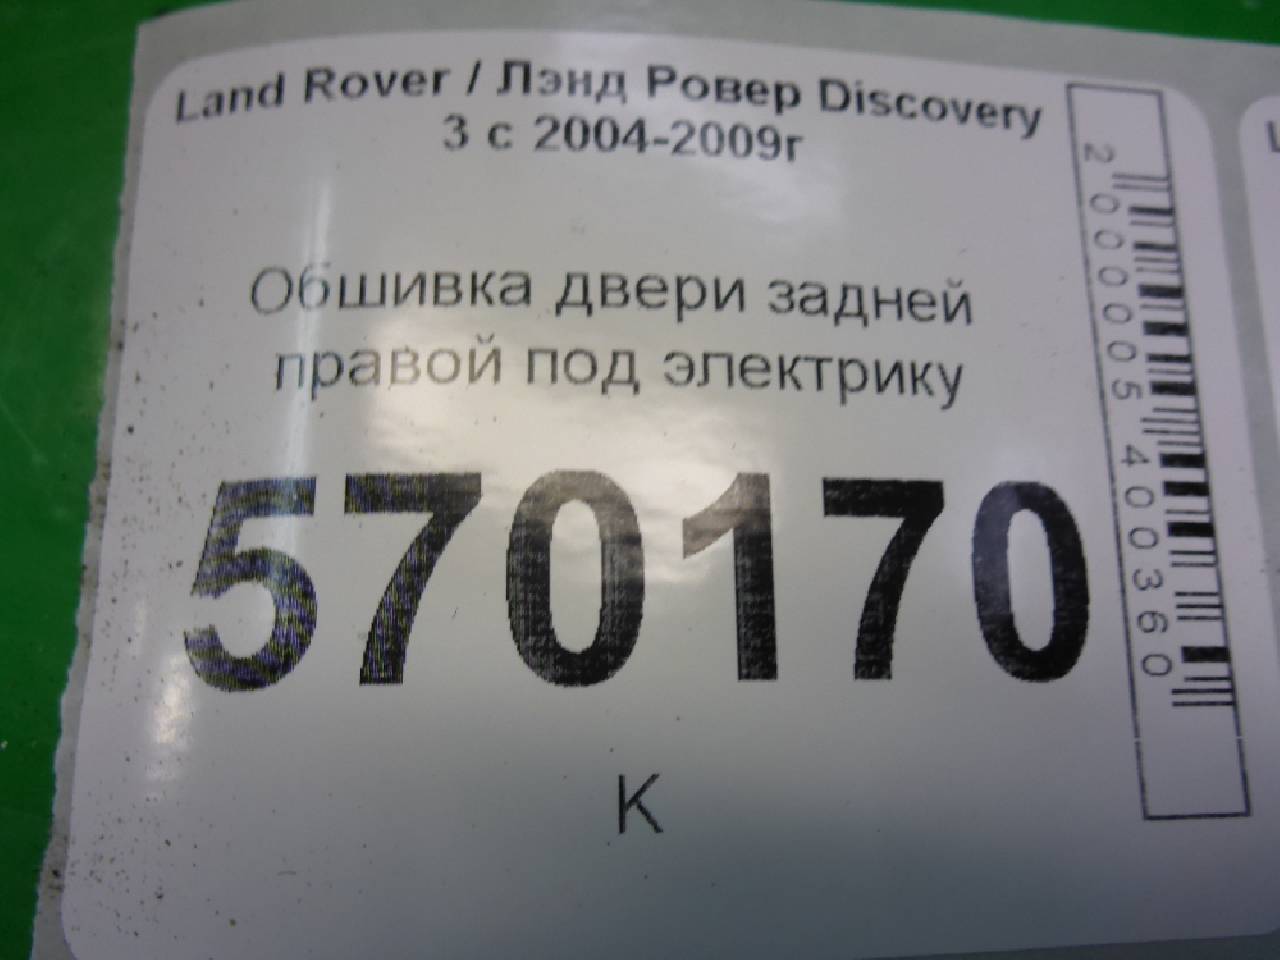 Land Rover / Лэнд Ровер Discovery
3 с 2004-2009г
Обшивка двери задней
правой под электрику
570170
К
2000005400360